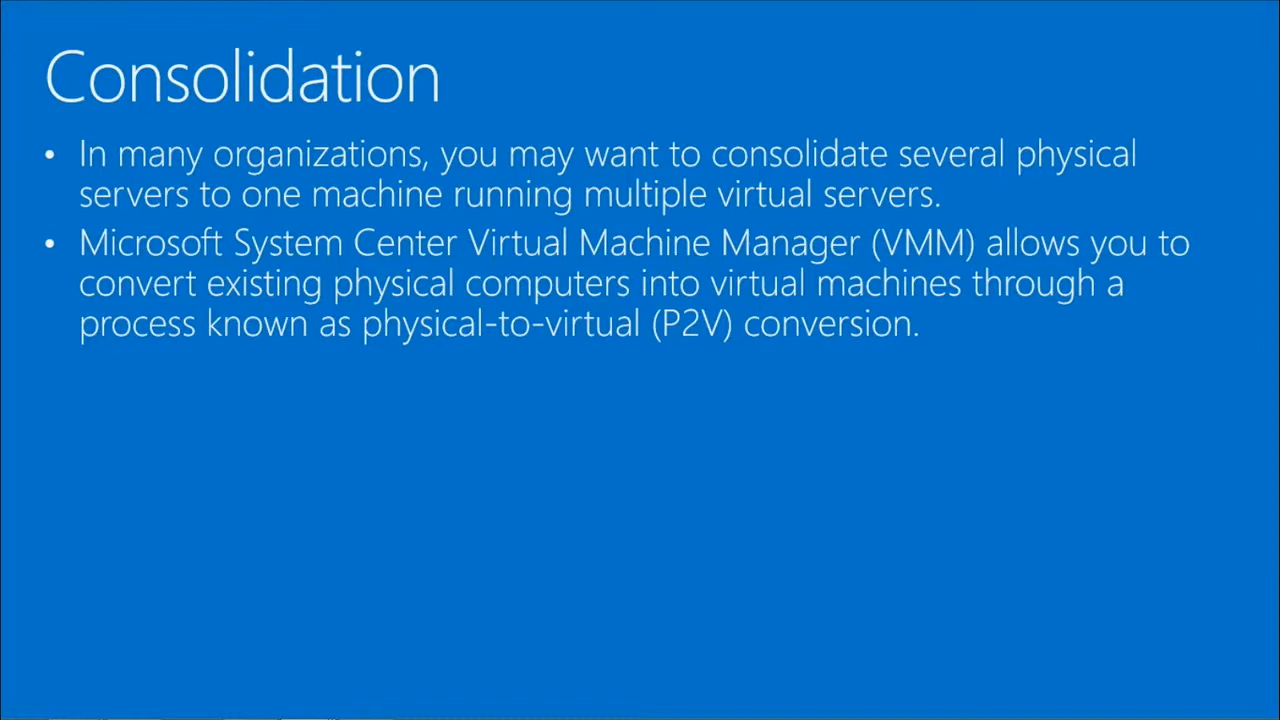 Consolidation
• In many organizations, you may want to consolidate several physical
servers to one machine running multiple virtual servers.
• Microsoft System Center Virtual Machine Manager (VMM) allows you to
convert existing physical computers into virtual machines through a
process known as physical-to-virtual (P2V) conversion.